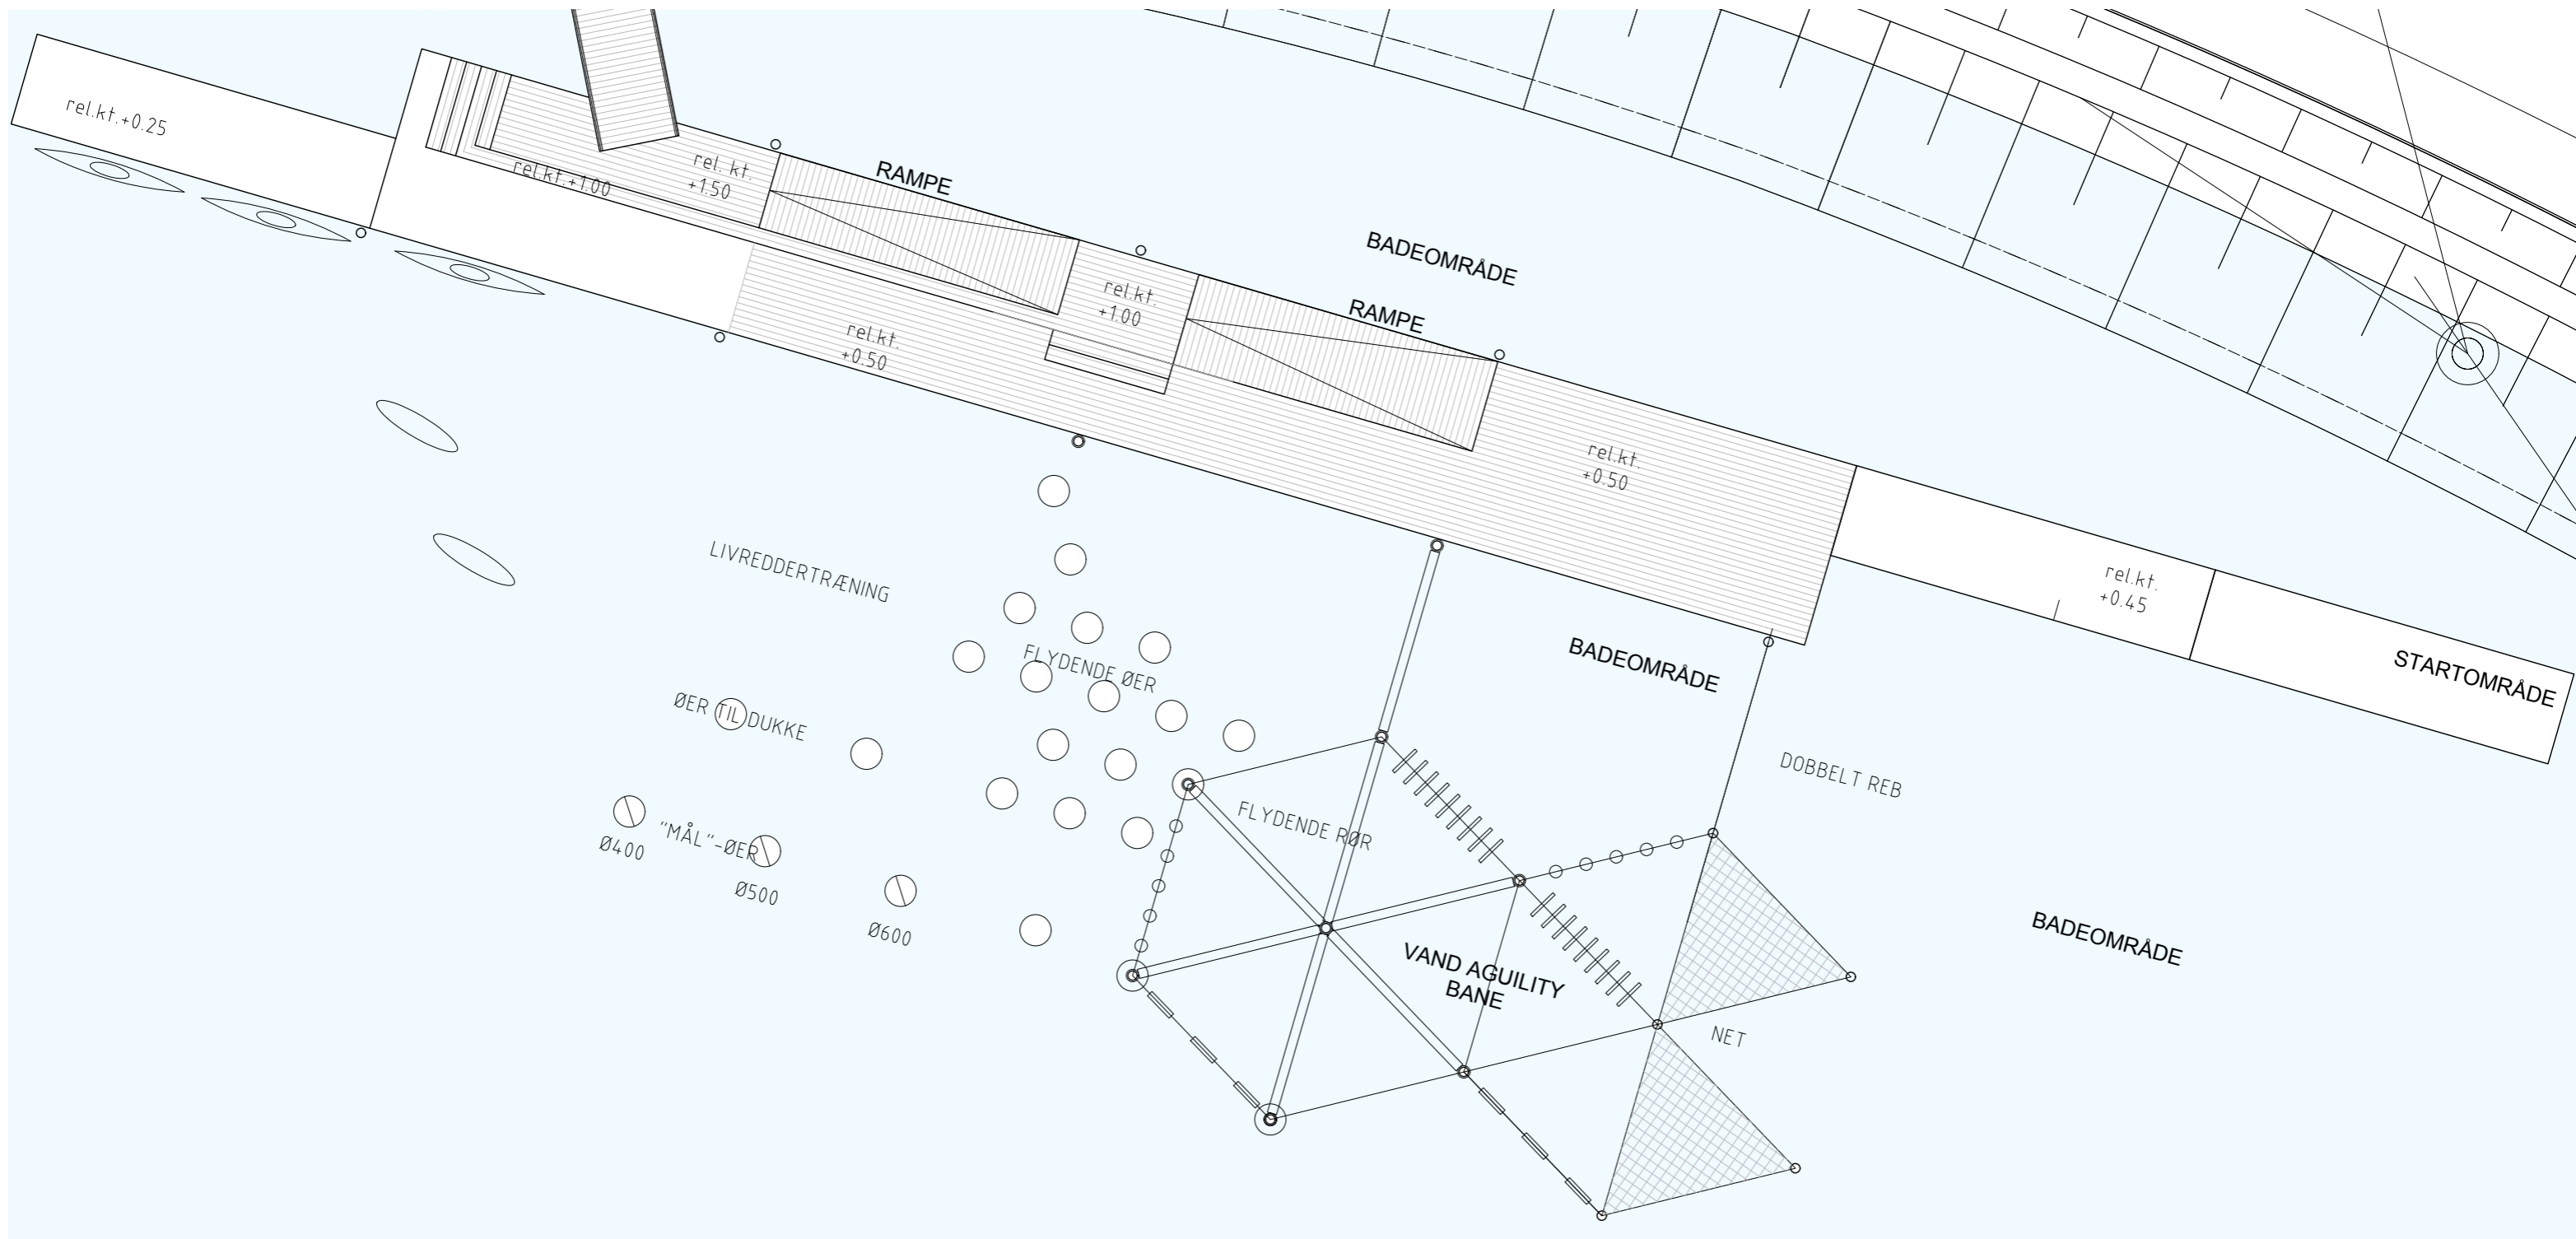 rel.kt.+0.25
rel.kt.+1.00
rel. kt.
+1.50
RAMPE
BADEOMRÅDE
rel.kt.
+1.00
RAMPE
rel.kt.
+0.50
rel.kt.
+0.50
rel.kt.
+0.45
STARTOMRÅDE
LIVREDDERTRÆNING
FLYDENDE ØER
BADEOMRÅDE
ØER TIL DUKKE
DOBBELT REB
"MÅL"-ØER
Ø400
Ø500
Ø600
FLYDENDE RØR
VAND AGUILITY
BANE
BADEOMRÅDE
NET